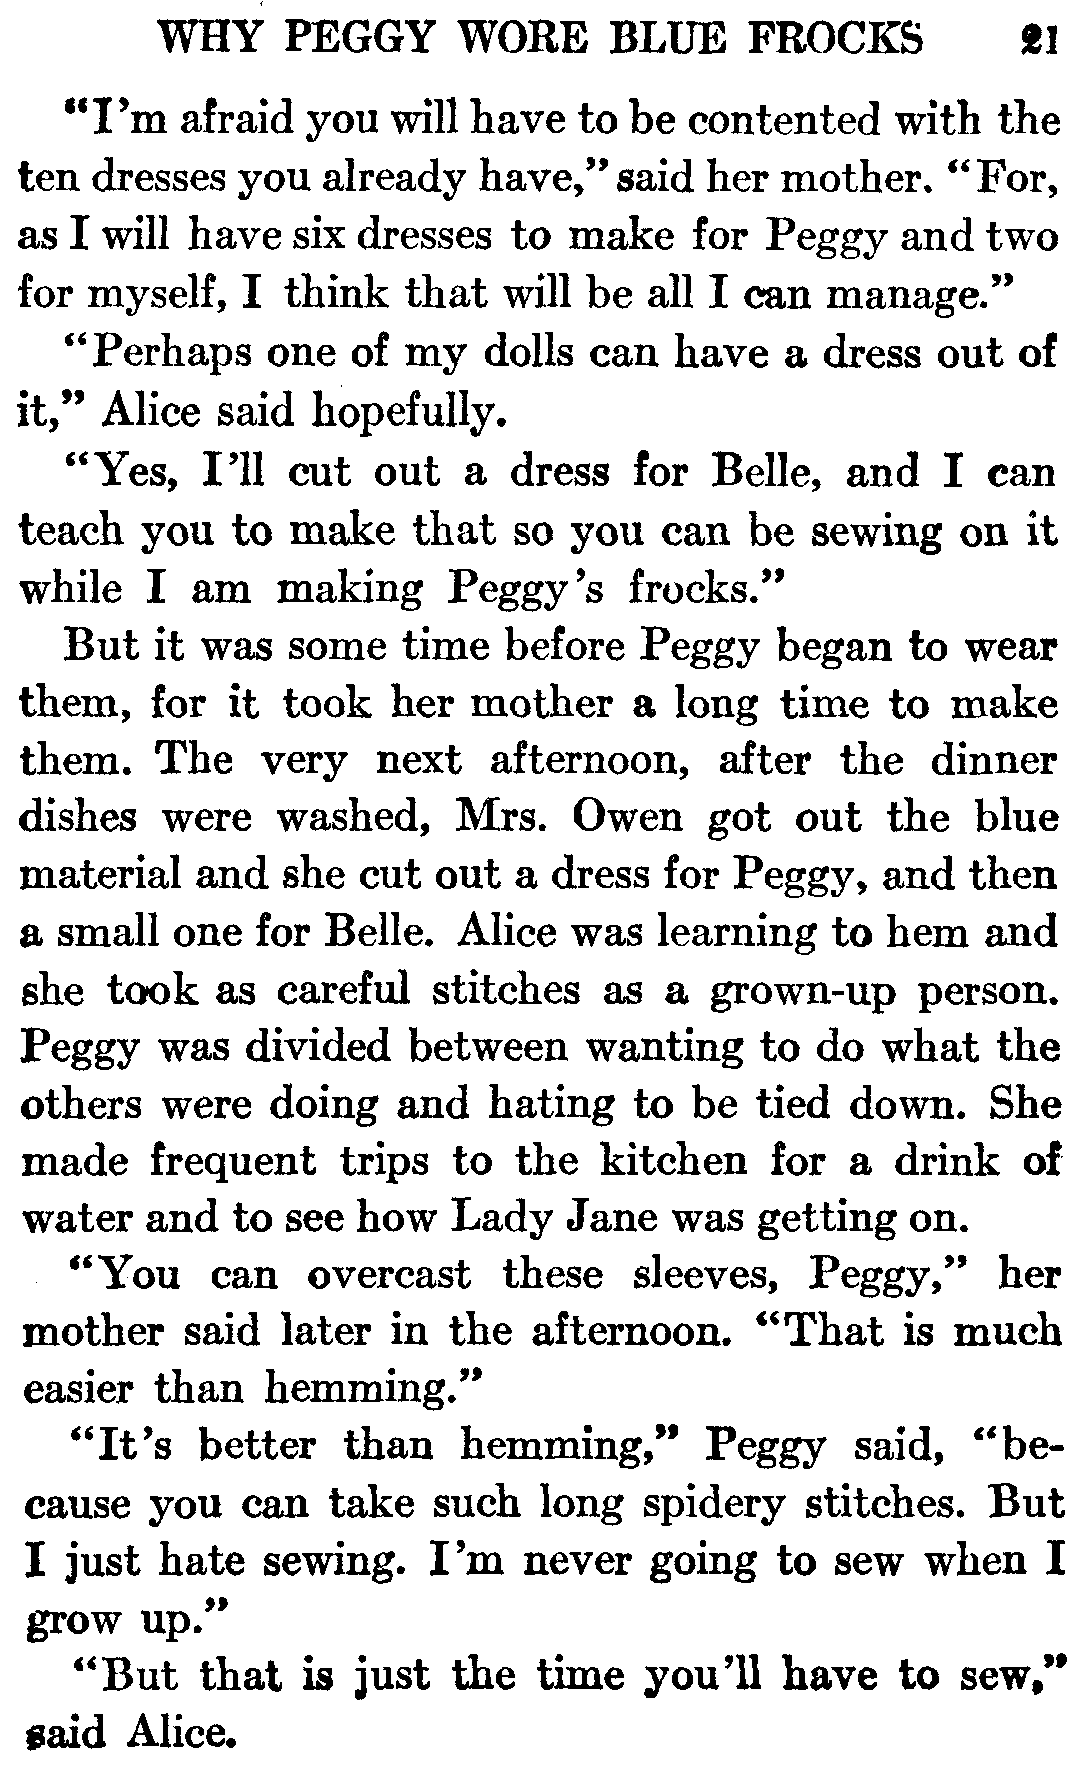 WHY PEGGY WORE BLUE FROCKS 21
“I’m afraid you will have to be contented with the
ten dresses you already have,” said her mother. “For,
as I will have six dresses to make for Peggy and two
for myself, I think that will be all I can manage.”
“Perhaps one of my dolls can have a dress out of
it,” Alice said hopefully.
“Yes, I’ll cut out a dress for Belle, and I can
teach you to make that so you can be sewing on it
while I am making Peggy’s frocks.”
But it was some time before Peggy began to wear
them, for it took her mother a long time to make
them. The very next afternoon, after the dinner
dishes were washed, Mrs. Owen got out the blue
material and she cut out a dress for Peggy, and then
a small one for Belle. Alice was learning to hem and
she took as careful stitches as a grown-up person.
Peggy was divided between wanting to do what the
others were doing and hating to be tied down. She
made frequent trips to the kitchen for a drink of
water and to see how Lady Jane was getting on.
“You can overcast these sleeves, Peggy,” her
mother said later in the afternoon. “That is much
easier than hemming.”
“It’s better than hemming,” Peggy said, “be-
cause you can take such long spidery stitches. But
I just hate sewing. I’m never going to sew when I
grow up.”
“But that is just the time you’ll have to sew,”
said Alice.